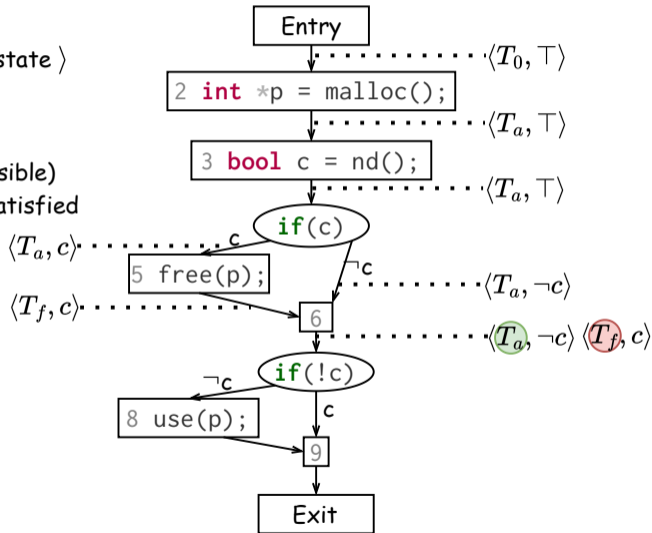 Entry
state ⟩
⟨T₀, ⊤⟩
2 int *p = malloc();
⟨Tₐ, ⊤⟩
3 bool c = nd();
sible)
⟨Tₐ, ⊤⟩
atisfied
if(c)
⟨Tₐ, c⟩
c
¬c
5 free(p);
⟨Tₐ, ¬c⟩
⟨T_f, c⟩
6
⟨Tₐ, ¬c⟩ ⟨T_f, c⟩
if(!c)
¬c
c
8 use(p);
9
Exit